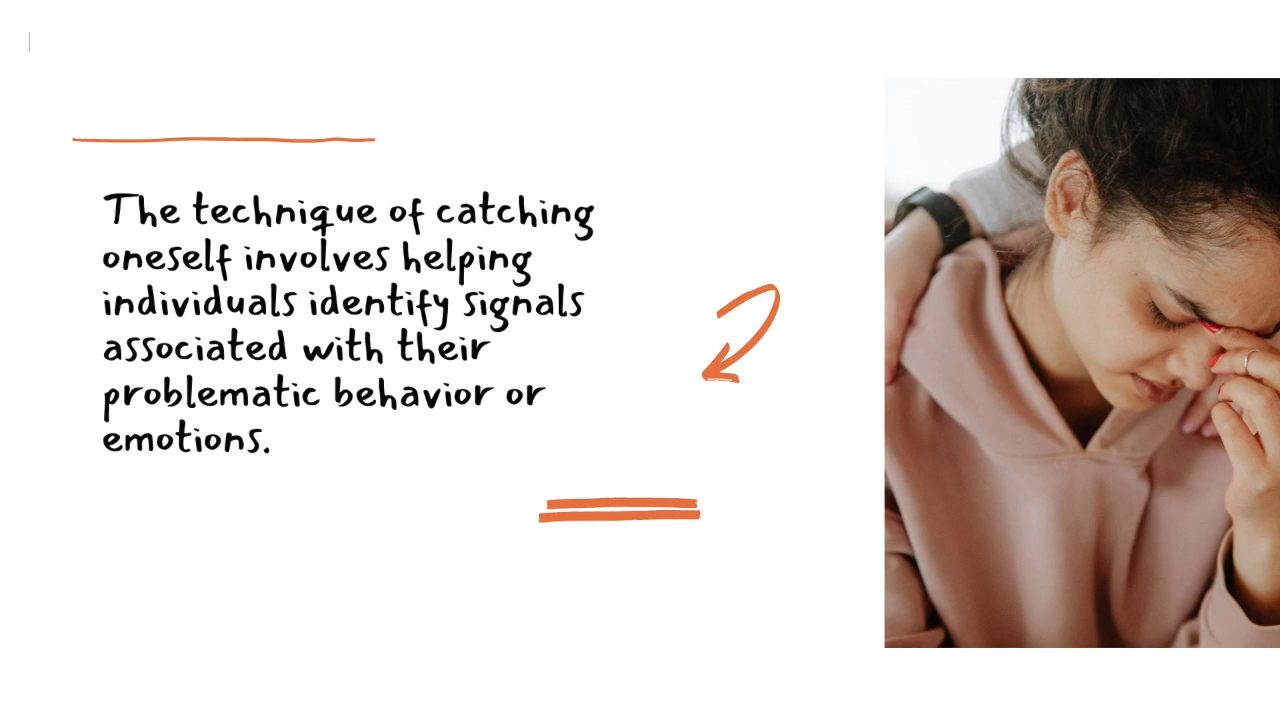 The technique of catching
oneself involves helping
individuals identify signals
associated with their
problematic behavior or
emotions.